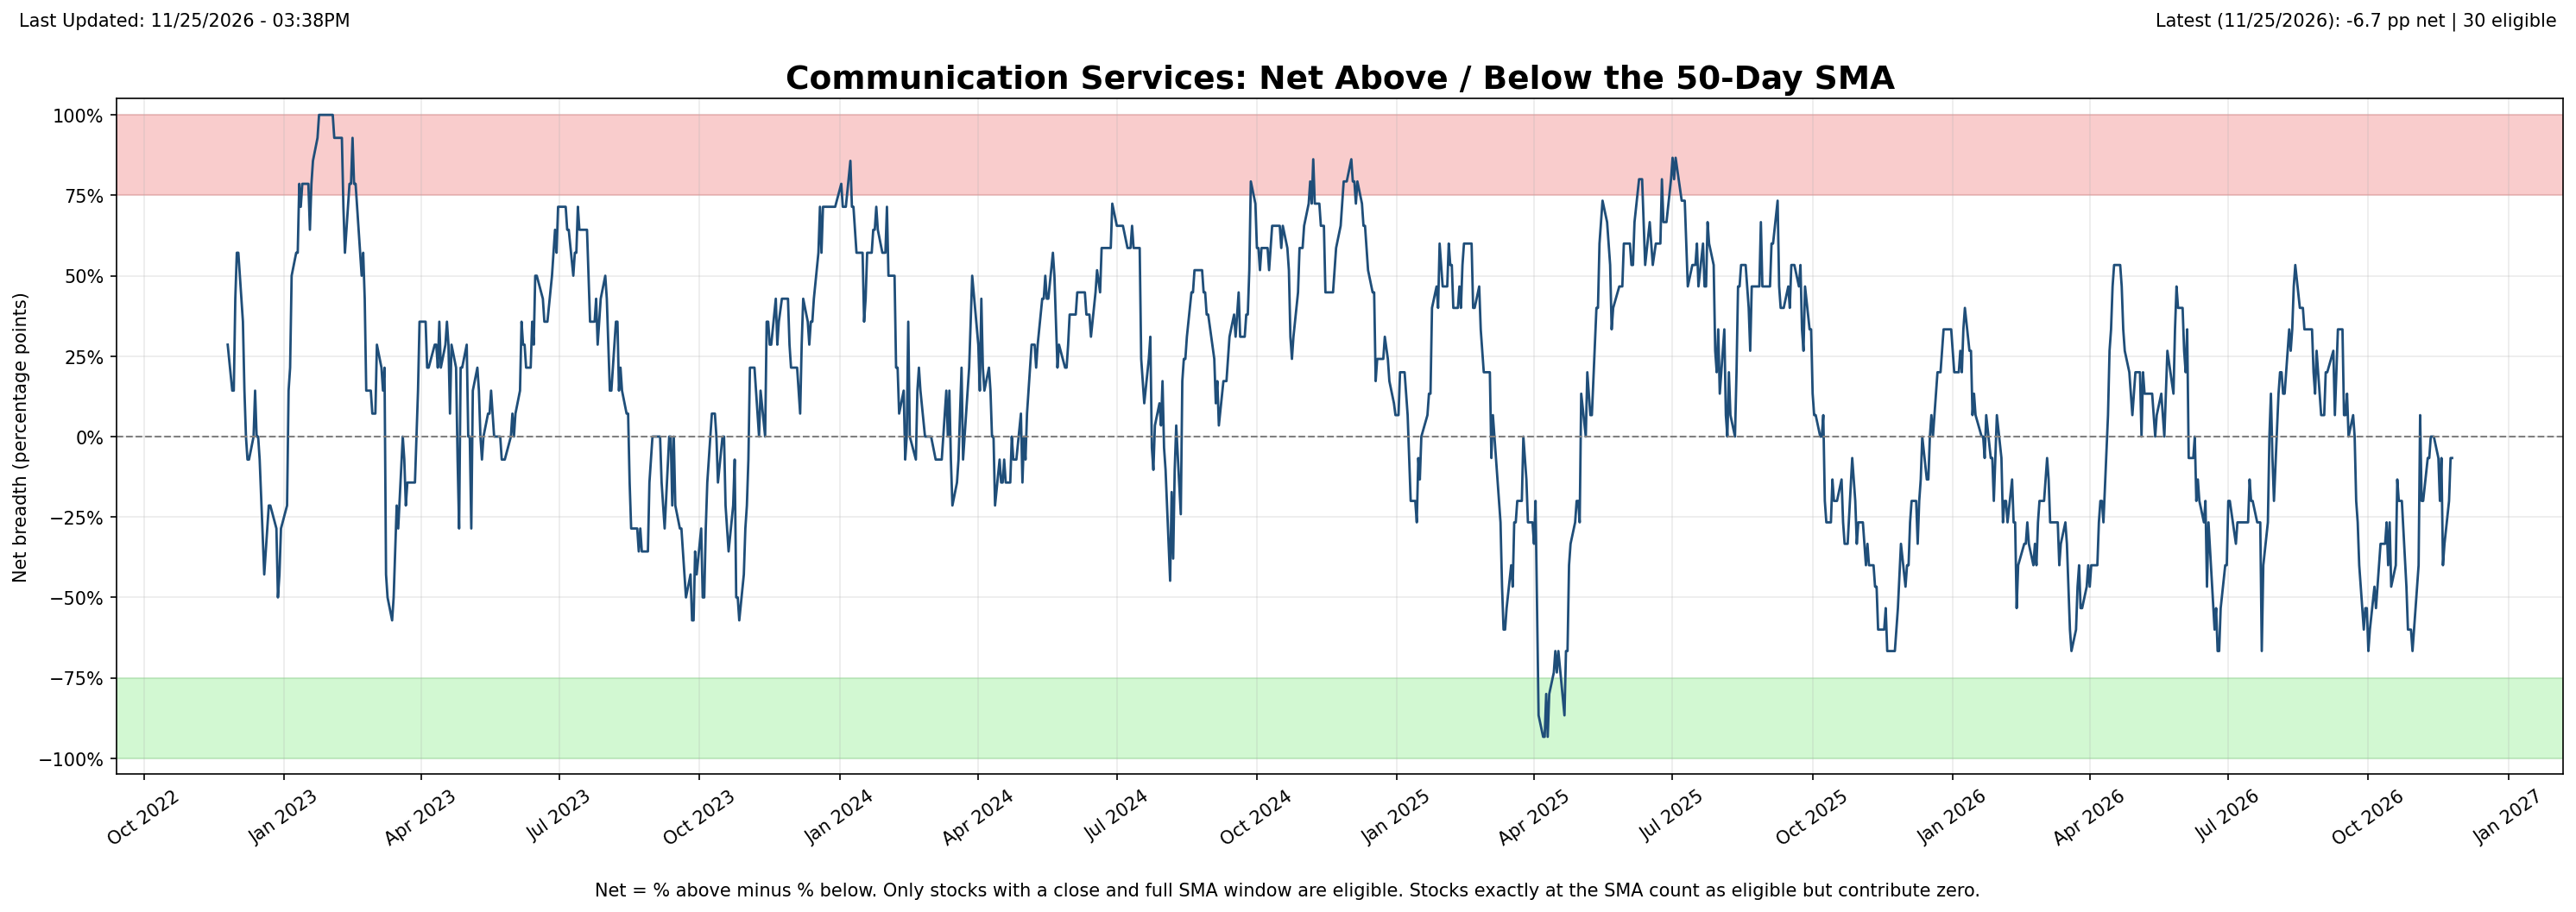 Last Updated: 11/25/2026 - 03:38PM
Latest (11/25/2026): -6.7 pp net | 30 eligible
Communication Services: Net Above / Below the 50-Day SMA
Net breadth (percentage points)
100%
75%
50%
25%
0%
−25%
−50%
−75%
−100%
Oct 2022
Jan 2023
Apr 2023
Jul 2023
Oct 2023
Jan 2024
Apr 2024
Jul 2024
Oct 2024
Jan 2025
Apr 2025
Jul 2025
Oct 2025
Jan 2026
Apr 2026
Jul 2026
Oct 2026
Jan 2027
Net = % above minus % below. Only stocks with a close and full SMA window are eligible. Stocks exactly at the SMA count as eligible but contribute zero.